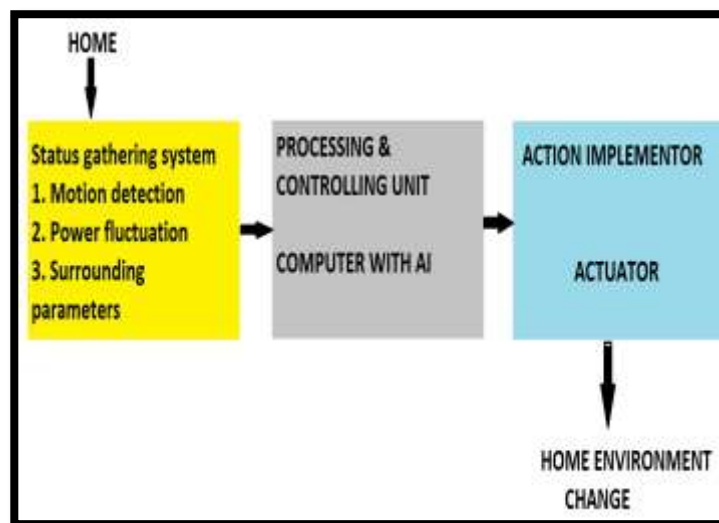 HOME
Status gathering system
1. Motion detection
2. Power fluctuation
3. Surrounding
parameters
PROCESSING &
CONTROLLING UNIT
COMPUTER WITH AI
ACTION IMPLEMENTOR
ACTUATOR
HOME ENVIRONMENT
CHANGE